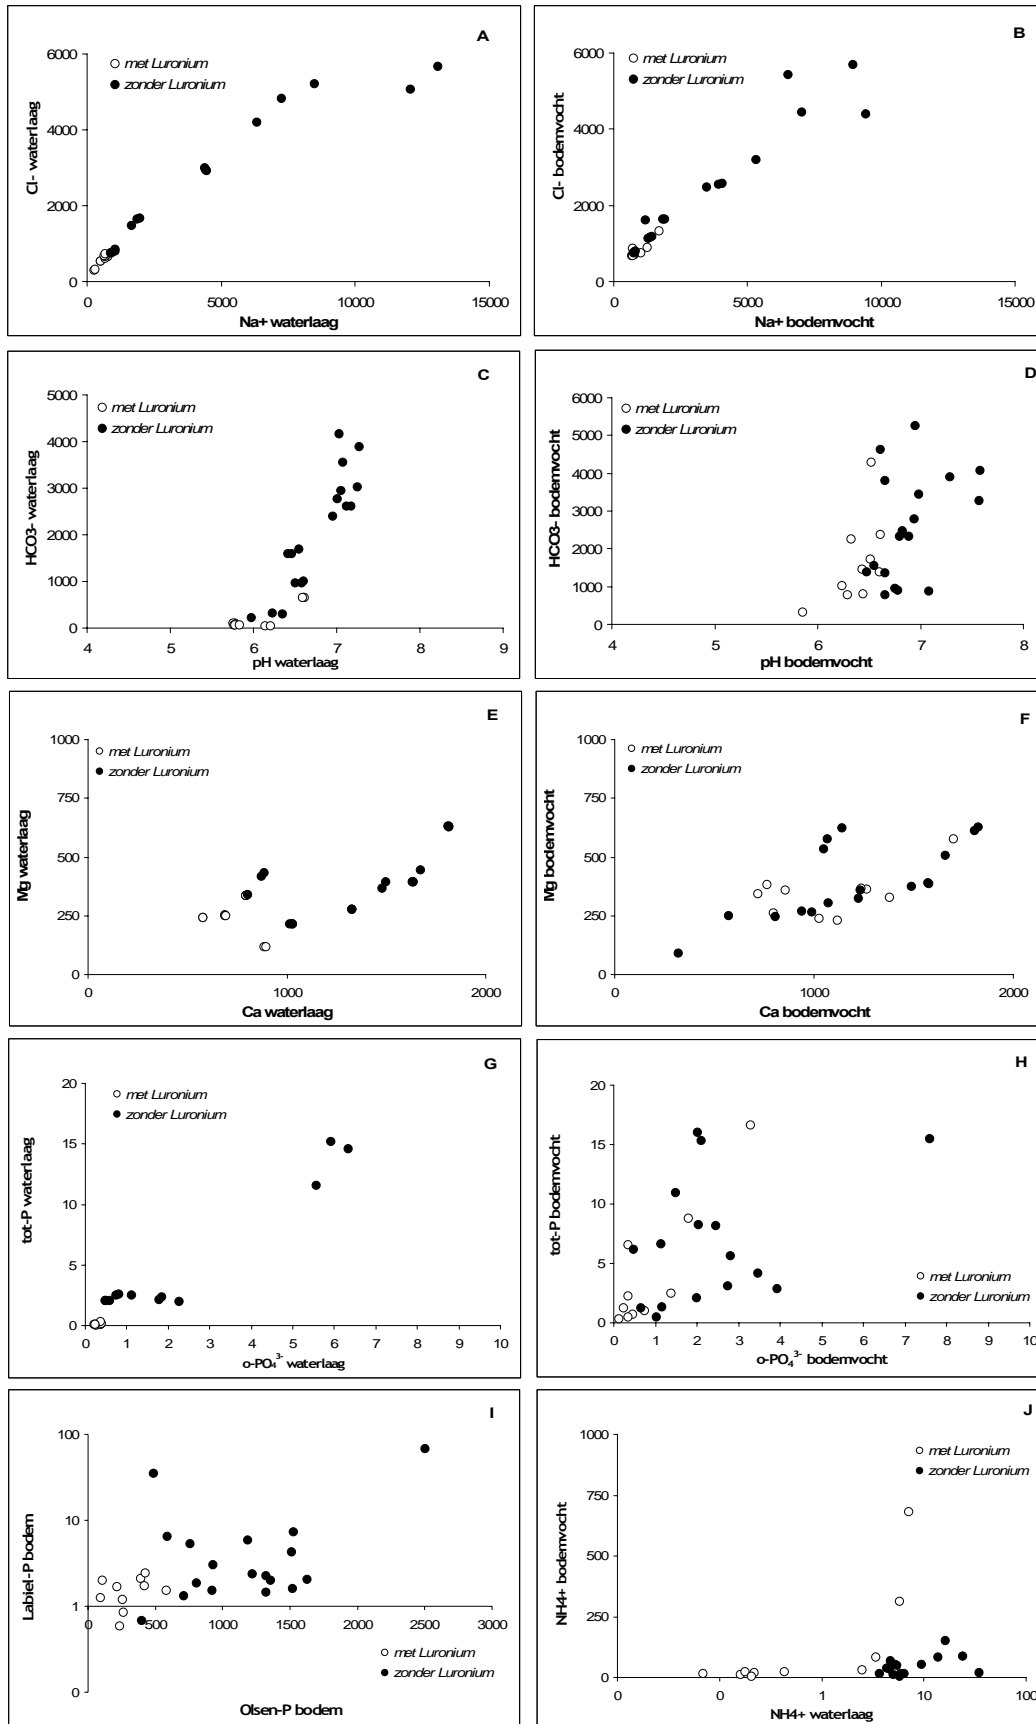 A
met Luronium
zonder Luronium
6000
4000
2000
0
0 5000 10000 15000
Cl- waterlaag
Na+ waterlaag
B
met Luronium
zonder Luronium
6000
4000
2000
0
0 5000 10000 15000
Cl- bodemvocht
Na+ bodemvocht
C
met Luronium
zonder Luronium
5000
4000
3000
2000
1000
0
4 5 6 7 8 9
HCO3- waterlaag
pH waterlaag
D
met Luronium
zonder Luronium
6000
5000
4000
3000
2000
1000
0
4 5 6 7 8
HCO3- bodemvocht
pH bodemvocht
E
met Luronium
zonder Luronium
1000
750
500
250
0
0 1000 2000
Mg waterlaag
Ca waterlaag
F
met Luronium
zonder Luronium
1000
750
500
250
0
0 1000 2000
Mg bodemvocht
Ca bodemvocht
G
met Luronium
zonder Luronium
20
15
10
5
0
0 1 2 3 4 5 6 7 8 9 10
tot-P waterlaag
o-PO₄³⁻ waterlaag
H
20
15
10
5
0
met Luronium
zonder Luronium
0 1 2 3 4 5 6 7 8 9 10
tot-P bodemvocht
o-PO₄³⁻ bodemvocht
I
100
10
1
0
0 500 1000 1500 2000 2500 3000
met Luronium
zonder Luronium
Labiel-P bodem
Olsen-P bodem
J
met Luronium
zonder Luronium
1000
750
500
250
0
0 0 1 10 100
NH4+ bodemvocht
NH4+ waterlaag